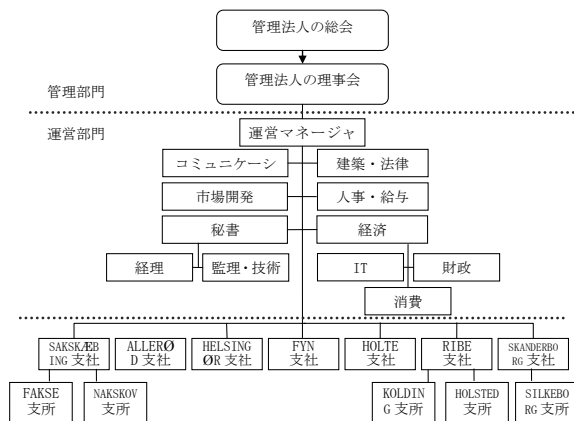 管理法人の総会
管理法人の理事会
管理部門
運営部門
運営マネージャ
コミュニケーシ
建築・法律
市場開発
人事・給与
秘書
経済
経理
監理・技術
IT
財政
消費
SAKSKÆB
ING 支社
ALLERØ
D 支社
HELSING
ØR 支社
FYN
支社
HOLTE
支社
RIBE
支社
SKANDERBO
RG 支社
FAKSE
支所
NAKSKOV
支所
KOLDIN
G 支所
HOLSTED
支所
SILKEBO
RG 支所